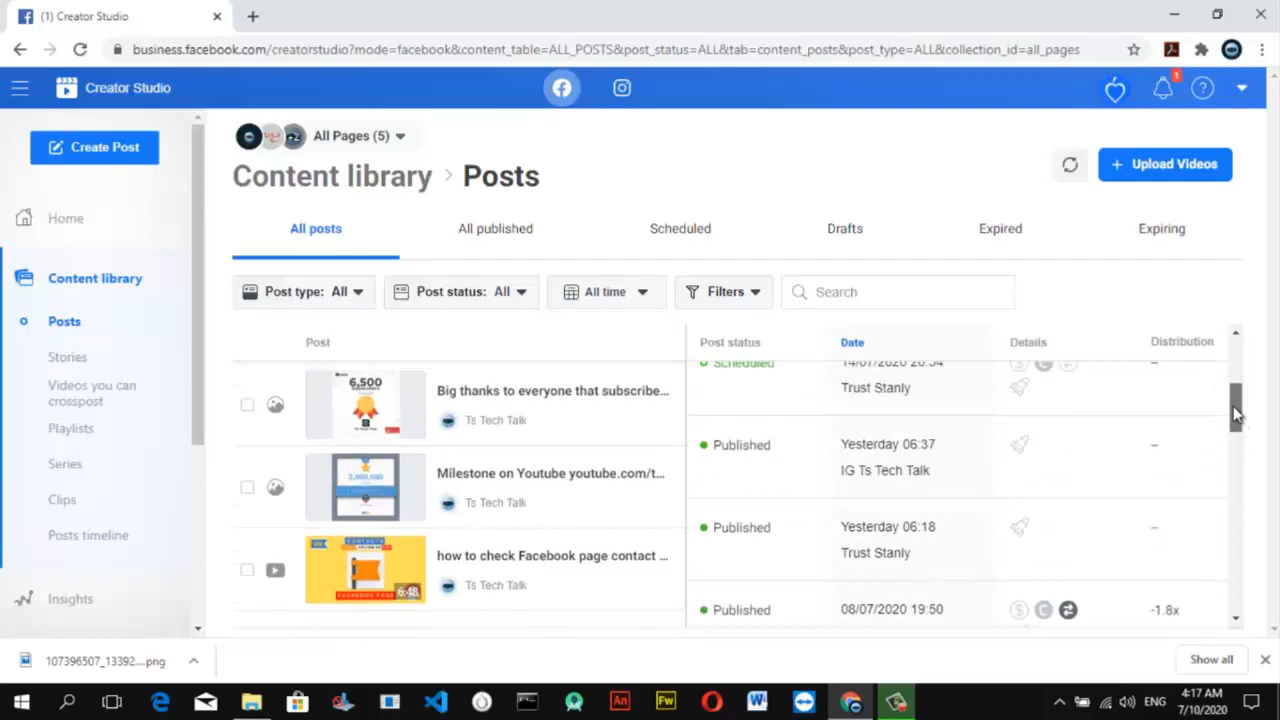 (1) Creator Studio
business.facebook.com/creatorstudio?mode=facebook&content_table=ALL_POSTS&post_status=ALL&tab=content_posts&post_type=ALL&collection_id=all_pages
Creator Studio
1
?
Create Post
+2
All Pages (5)
Content library > Posts
+ Upload Videos
Home
All posts
All published
Scheduled
Drafts
Expired
Expiring
Content library
Post type: All
Post status: All
All time
Filters
Search
Posts
Stories
Videos you can
crosspost
Playlists
Series
Clips
Posts timeline
Insights
Post
Post status
Date
Details
Distribution
6,500
Big thanks to everyone that subscribe...
Ts Tech Talk
Scheduled
14/07/2020 20:54
Trust Stanly
–
Milestone on Youtube youtube.com/t...
Ts Tech Talk
Published
Yesterday 06:37
IG Ts Tech Talk
–
CONTACTS
FACEBOOK PAGE
6:48
how to check Facebook page contact ...
Ts Tech Talk
Published
Yesterday 06:18
Trust Stanly
–
Published
08/07/2020 19:50
-1.8x
107396507_13392....png
Show all
An
Fw
W
ENG
4:17 AM
7/10/2020